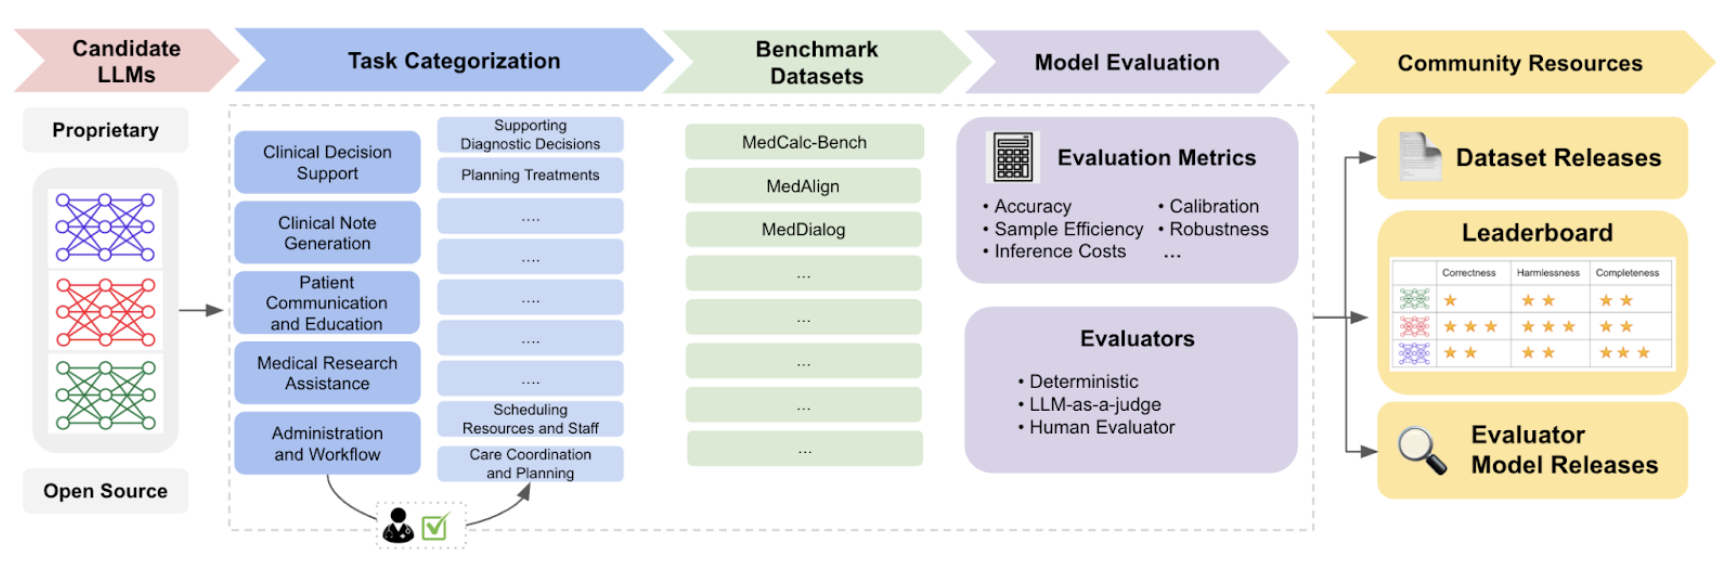 Candidate
LLMs
Task Categorization
Benchmark
Datasets
Model Evaluation
Community Resources
Proprietary
Open Source
Clinical Decision
Support
Clinical Note
Generation
Patient
Communication
and Education
Medical Research
Assistance
Administration
and Workflow
Supporting
Diagnostic Decisions
Planning Treatments
....
....
....
....
....
Scheduling
Resources and Staff
Care Coordination
and Planning
MedCalc-Bench
MedAlign
MedDialog
...
...
...
...
...
Evaluation Metrics
• Accuracy
• Sample Efficiency
• Inference Costs
• Calibration
• Robustness
...
Evaluators
• Deterministic
• LLM-as-a-judge
• Human Evaluator
Dataset Releases
Leaderboard
Correctness Harmlessness Completeness
Evaluator
Model Releases